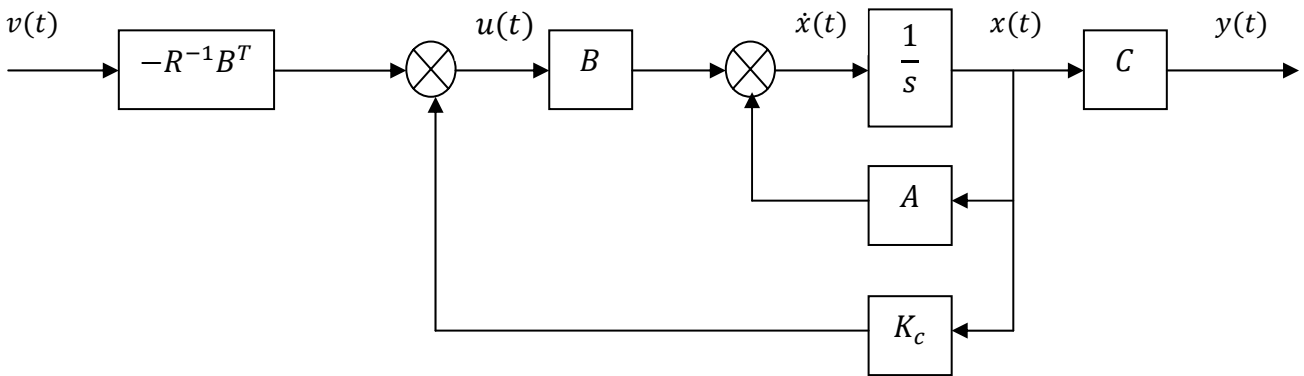 v(t)
−R⁻¹Bᵀ
u(t)
B
ẋ(t)
1
s
x(t)
C
y(t)
A
K_c